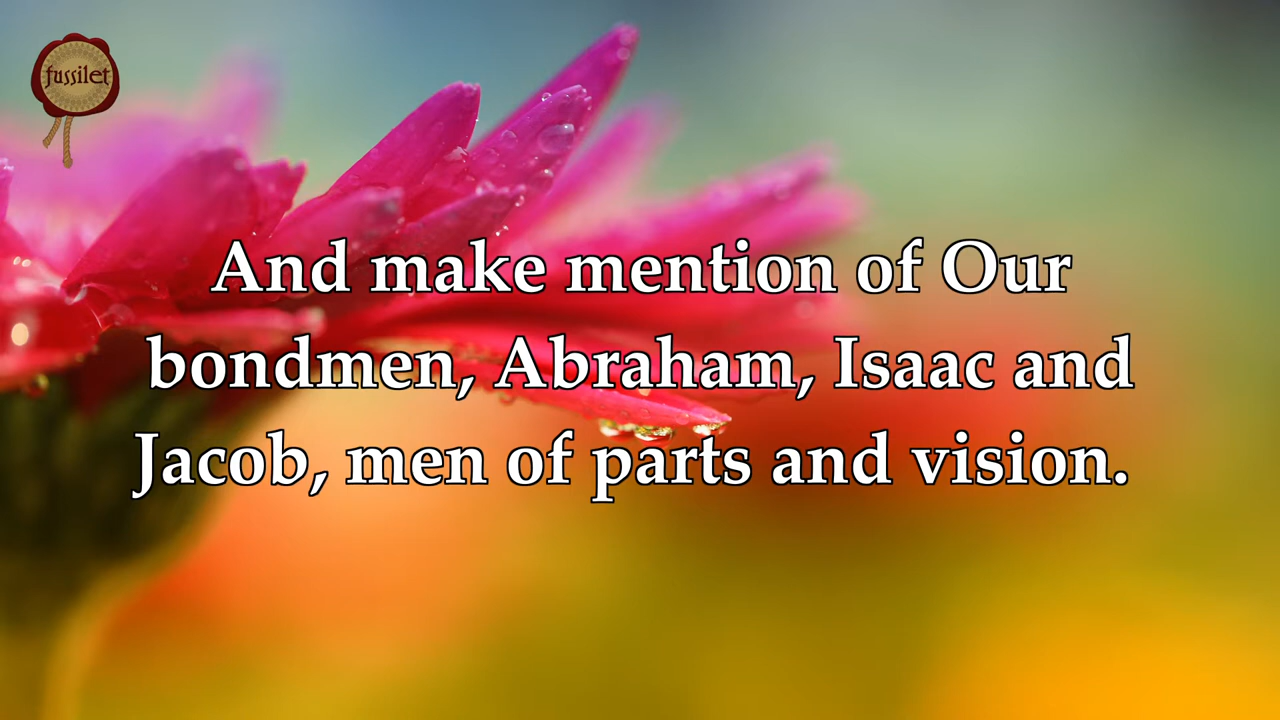 fussilet
And make mention of Our
bondmen, Abraham, Isaac and
Jacob, men of parts and vision.